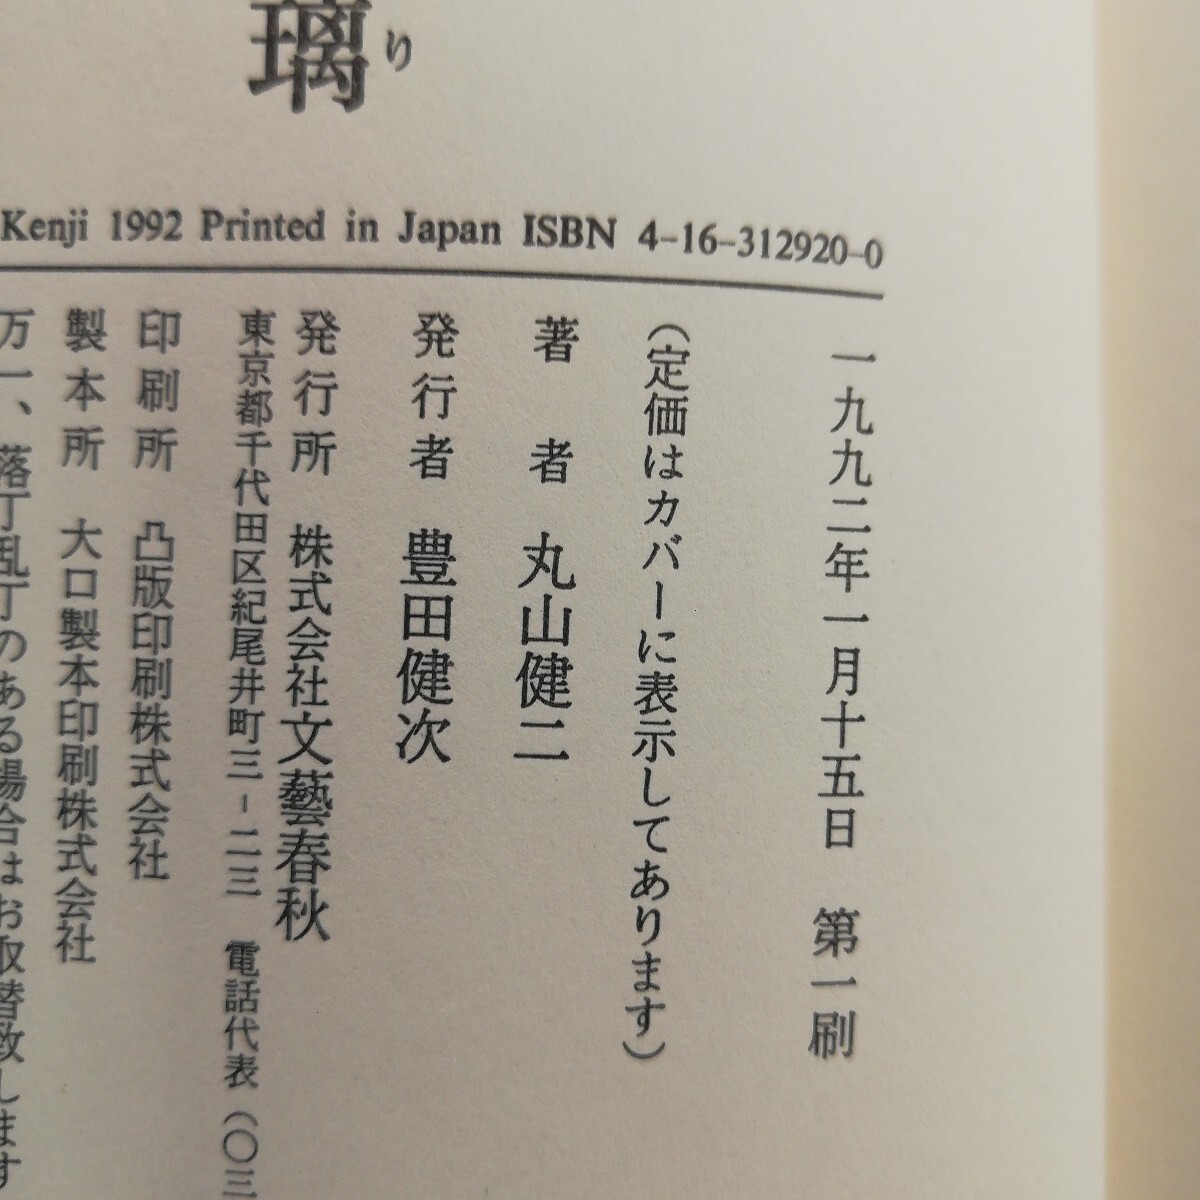 璃
り
Kenji 1992 Printed in Japan ISBN 4-16-312920-0
一九九二年一月十五日 第一刷
(定価はカバーに表示してあります)
著者 丸山健二
発行者 豊田健次
発行所 株式会社文藝春秋
東京都千代田区紀尾井町三-二三 電話代表(〇三
印刷所 凸版印刷株式会社
製本所 大口製本印刷株式会社
万一、落丁乱丁のある場合はお取替致します